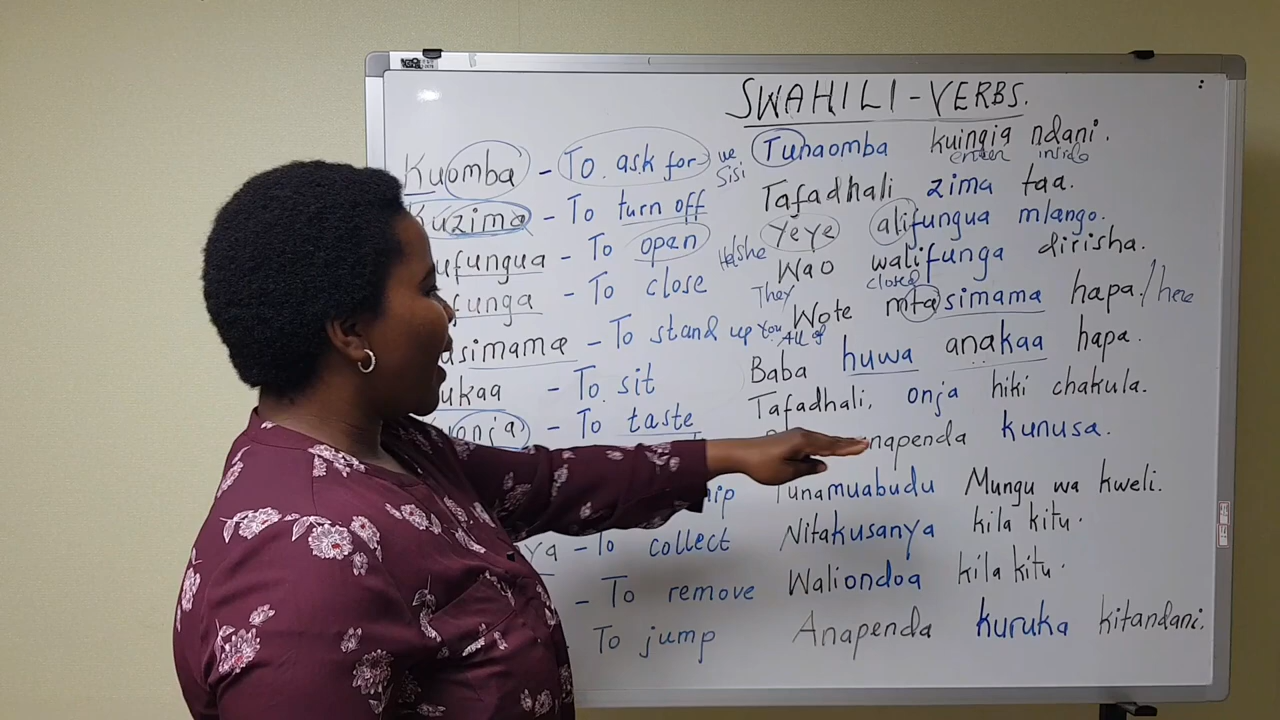 SWAHILI - VERBS.
Kuomba - To ask for we Sisi Tunaomba kuingia ndani.
enter inside
Kuzima - To turn off Tafadhali zima taa.
ufungua - To open He/she Yeye alifungua mlango.
funga - To close They Wao walifunga dirisha.
closed
simama - To stand up You All of Wote mtasimama hapa. / here
ukaa - To sit Baba huwa anakaa hapa.
onja - To taste Tafadhali, onja hiki chakula.
napenda kunusa.
hip Tunamuabudu Mungu wa kweli.
ya - To collect Nitakusanya kila kitu.
- To remove Waliondoa kila kitu.
To jump Anapenda kuruka kitandani.